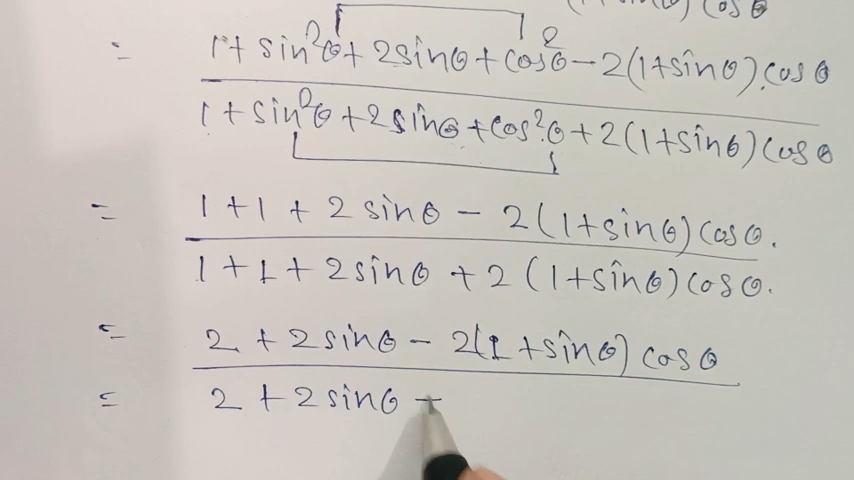 cosθ
= 1 + sin²θ + 2sinθ + cos²θ − 2(1+sinθ).cosθ
1 + sin²θ + 2sinθ + cos²θ + 2(1+sinθ)cosθ
= 1 + 1 + 2sinθ − 2(1+sinθ)cosθ.
1 + 1 + 2sinθ + 2(1+sinθ)cosθ.
= 2 + 2sinθ − 2(1+sinθ)cosθ
= 2 + 2sinθ −